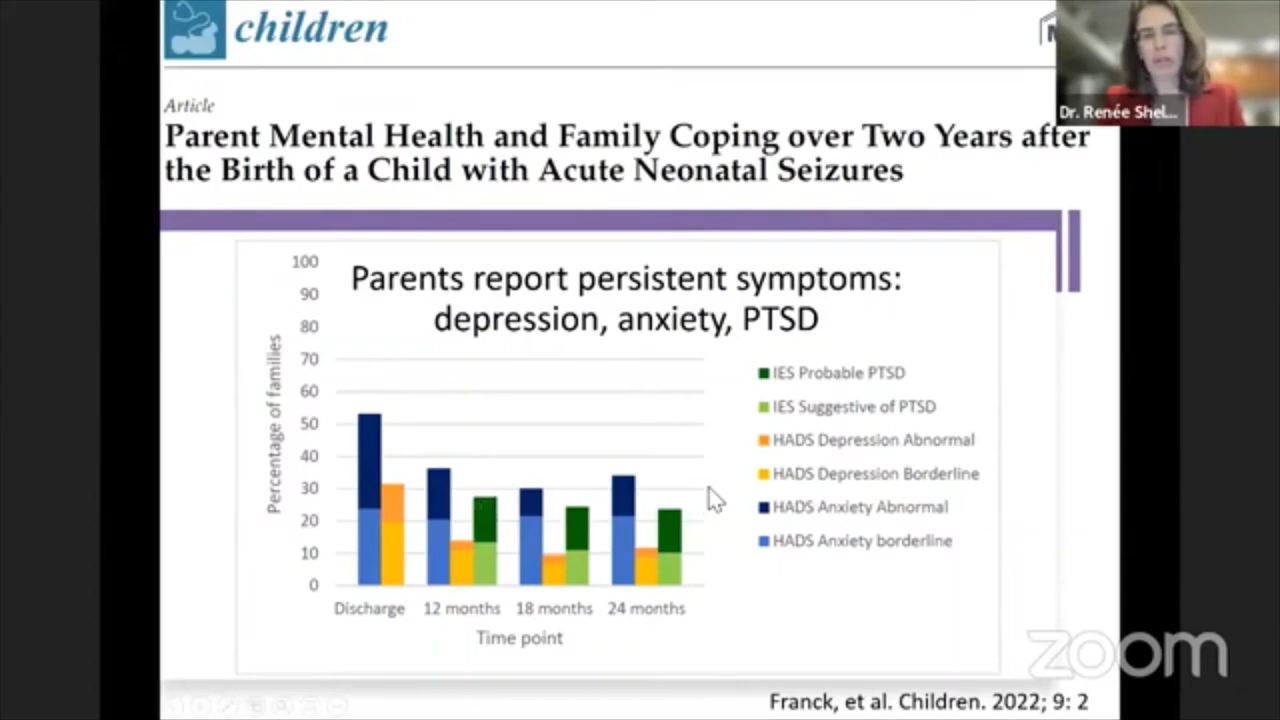 children
Dr. Renée Shel...
Article
Parent Mental Health and Family Coping over Two Years after
the Birth of a Child with Acute Neonatal Seizures
Parents report persistent symptoms:
depression, anxiety, PTSD
Percentage of families
100
90
80
70
60
50
40
30
20
10
0
Discharge 12 months 18 months 24 months
Time point
IES Probable PTSD
IES Suggestive of PTSD
HADS Depression Abnormal
HADS Depression Borderline
HADS Anxiety Abnormal
HADS Anxiety borderline
zoom
Franck, et al. Children. 2022; 9: 2